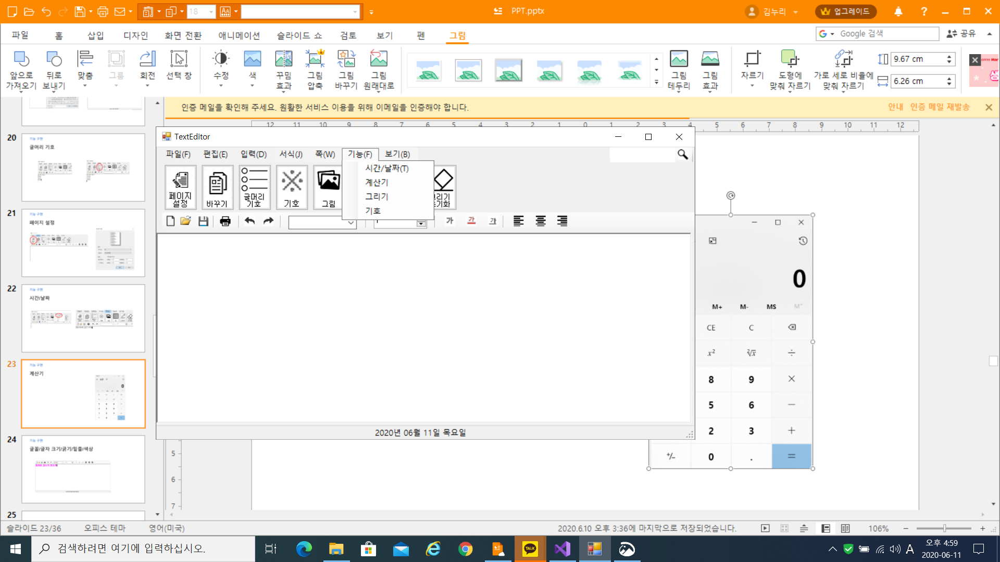 18
PPT.pptx
김누리
업그레이드
파일 홈 삽입 디자인 화면 전환 애니메이션 슬라이드 쇼 검토 보기 펜 그림
Google 검색
공유
앞으로 가져오기
뒤로 보내기
맞춤
그룹
회전
선택 창
수정
색
꾸밈 효과
그림 압축
그림 바꾸기
그림 원래대로
그림 테두리
그림 효과
자르기
도형에 맞춰 자르기
가로 세로 비율에 맞춰 자르기
9.67 cm
6.26 cm
인증 메일을 확인해 주세요. 원활한 서비스 이용을 위해 이메일을 인증해야 합니다.
안내 인증 메일 재발송
12 11 10 9 8 7 6 5 4 3 2 1 0 1 2 3 4 5 6 7 8 9 10 11 12
20
기능 구현
글머리 기호
21
기능 구현
페이지 설정
22
기능 구현
시간/날짜
23
기능 구현
계산기
0
24
기능 구현
글꼴/글자 크기/굵기/밑줄/색상
25
TextEditor
파일(F) 편집(E) 입력(D) 서식(J) 쪽(W) 기능(F) 보기(B)
시간/날짜(T)
계산기
그리기
기호
페이지 설정
바꾸기
글머리 기호
기호
그림
가 가 가
2020년 06월 11일 목요일
0
M+ M- MS
CE C
x² ²√x ÷
8 9 ×
5 6 −
2 3 +
+/− 0 . =
5
6
7
슬라이드 23/36
오피스 테마
영어(미국)
2020.6.10 오후 3:36에 마지막으로 저장되었습니다.
106%
검색하려면 여기에 입력하십시오.
TALK
A
오후 4:59
2020-06-11